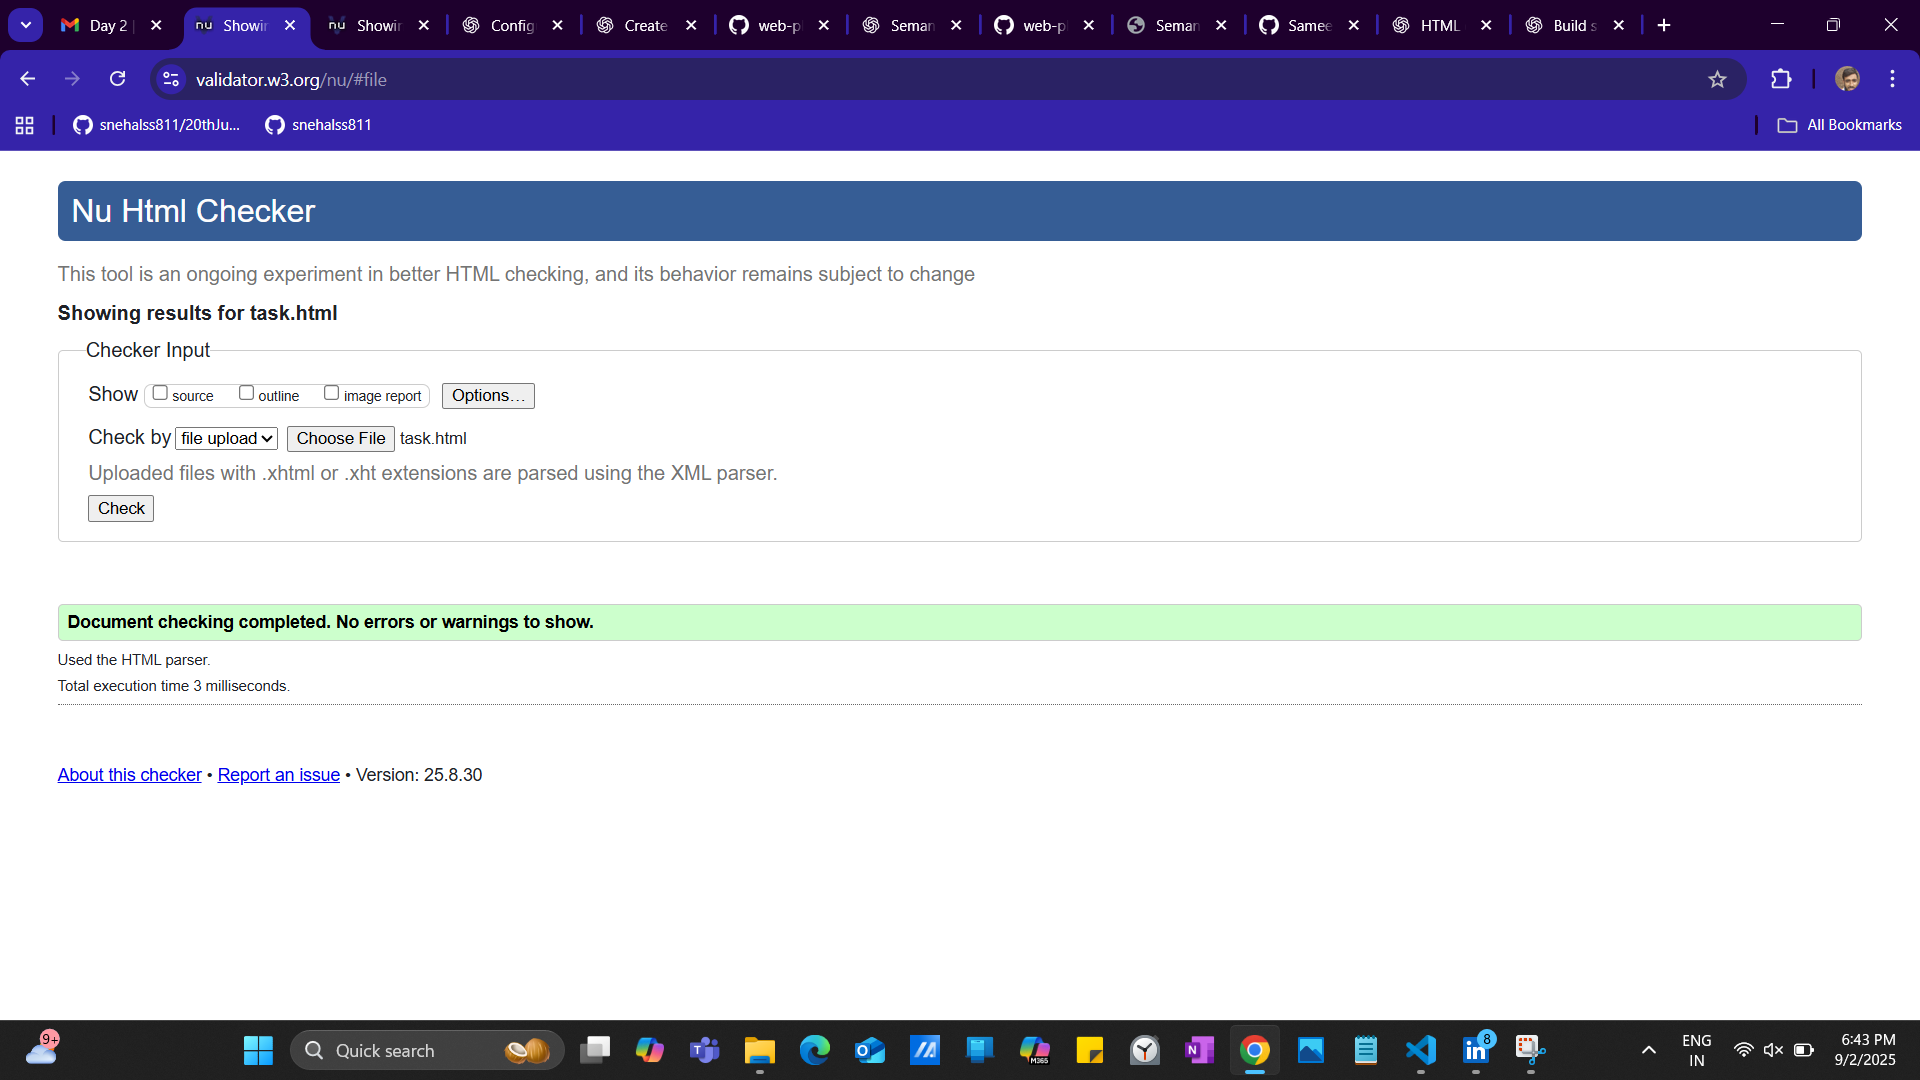 Day 2 |
Showin
Showin
Config
Create
web-pl
Seman
web-pl
Seman
Samee
HTML
Build s
validator.w3.org/nu/#file
snehalss811/20thJu...
snehalss811
All Bookmarks
Nu Html Checker
This tool is an ongoing experiment in better HTML checking, and its behavior remains subject to change
Showing results for task.html
Checker Input
Show source outline image report Options...
Check by file upload Choose File task.html
Uploaded files with .xhtml or .xht extensions are parsed using the XML parser.
Check
Document checking completed. No errors or warnings to show.
Used the HTML parser.
Total execution time 3 milliseconds.
About this checker • Report an issue • Version: 25.8.30
9+
Quick search
M365
8
ENG
IN
6:43 PM
9/2/2025